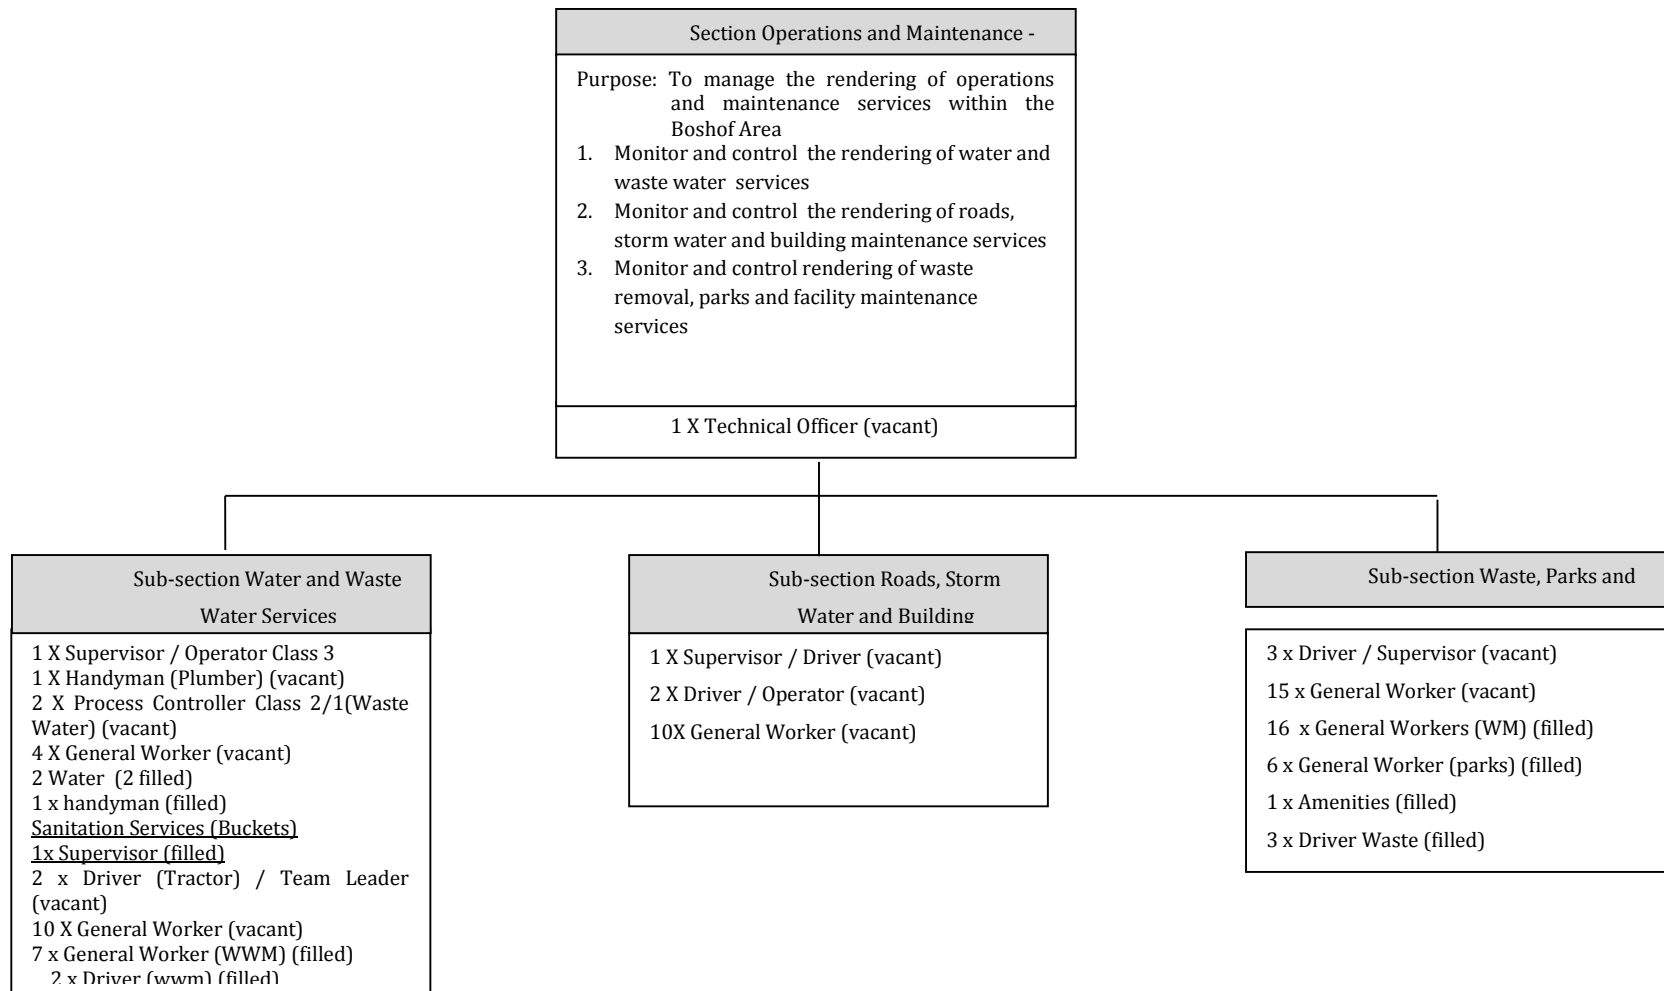 Section Operations and Maintenance -
Purpose: To manage the rendering of operations
and maintenance services within the
Boshof Area
1. Monitor and control the rendering of water and
waste water services
2. Monitor and control the rendering of roads,
storm water and building maintenance services
3. Monitor and control rendering of waste
removal, parks and facility maintenance
services
1 X Technical Officer (vacant)
Sub-section Water and Waste
Water Services
1 X Supervisor / Operator Class 3
1 X Handyman (Plumber) (vacant)
2 X Process Controller Class 2/1(Waste
Water) (vacant)
4 X General Worker (vacant)
2 Water (2 filled)
1 x handyman (filled)
Sanitation Services (Buckets)
1x Supervisor (filled)
2 x Driver (Tractor) / Team Leader
(vacant)
10 X General Worker (vacant)
7 x General Worker (WWM) (filled)
2 x Driver (wwm) (filled)
Sub-section Roads, Storm
Water and Building
1 X Supervisor / Driver (vacant)
2 X Driver / Operator (vacant)
10X General Worker (vacant)
Sub-section Waste, Parks and
3 x Driver / Supervisor (vacant)
15 x General Worker (vacant)
16 x General Workers (WM) (filled)
6 x General Worker (parks) (filled)
1 x Amenities (filled)
3 x Driver Waste (filled)